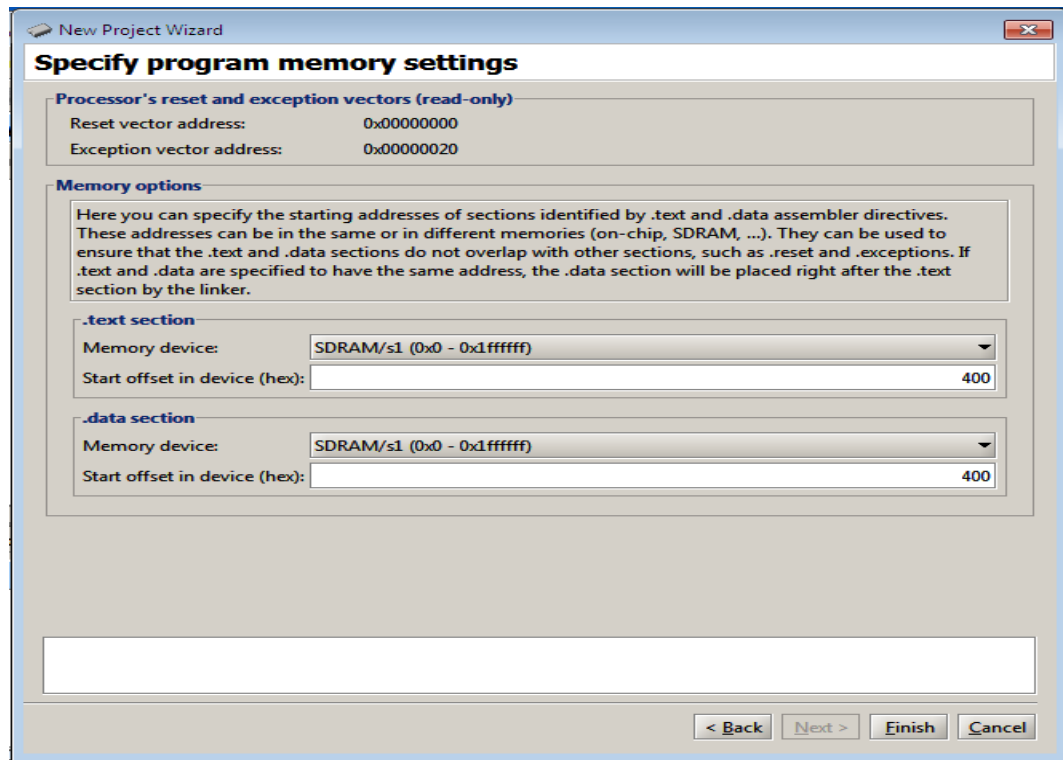 New Project Wizard
Specify program memory settings
Processor's reset and exception vectors (read-only)
Reset vector address: 0x00000000
Exception vector address: 0x00000020
Memory options
Here you can specify the starting addresses of sections identified by .text and .data assembler directives.
These addresses can be in the same or in different memories (on-chip, SDRAM, ...). They can be used to
ensure that the .text and .data sections do not overlap with other sections, such as .reset and .exceptions. If
.text and .data are specified to have the same address, the .data section will be placed right after the .text
section by the linker.
.text section
Memory device: SDRAM/s1 (0x0 - 0x1ffffff)
Start offset in device (hex): 400
.data section
Memory device: SDRAM/s1 (0x0 - 0x1ffffff)
Start offset in device (hex): 400
< Back Next > Finish Cancel